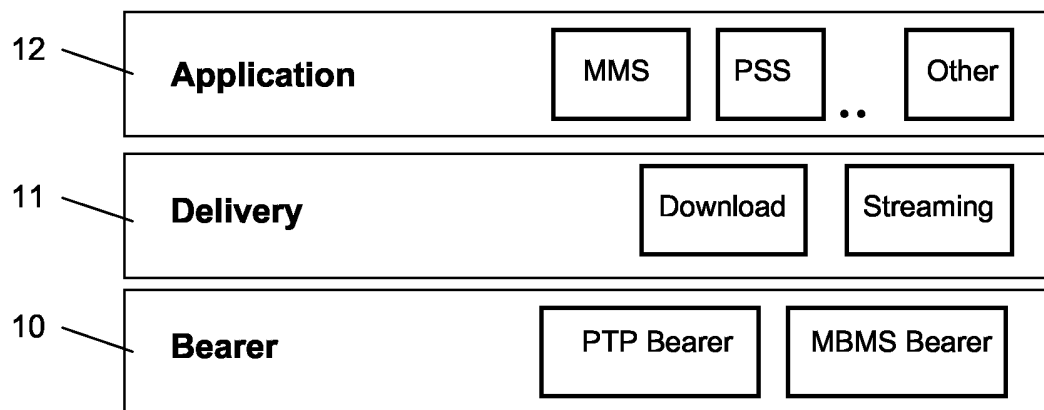 12
Application
MMS
PSS
..
Other
11
Delivery
Download
Streaming
10
Bearer
PTP Bearer
MBMS Bearer